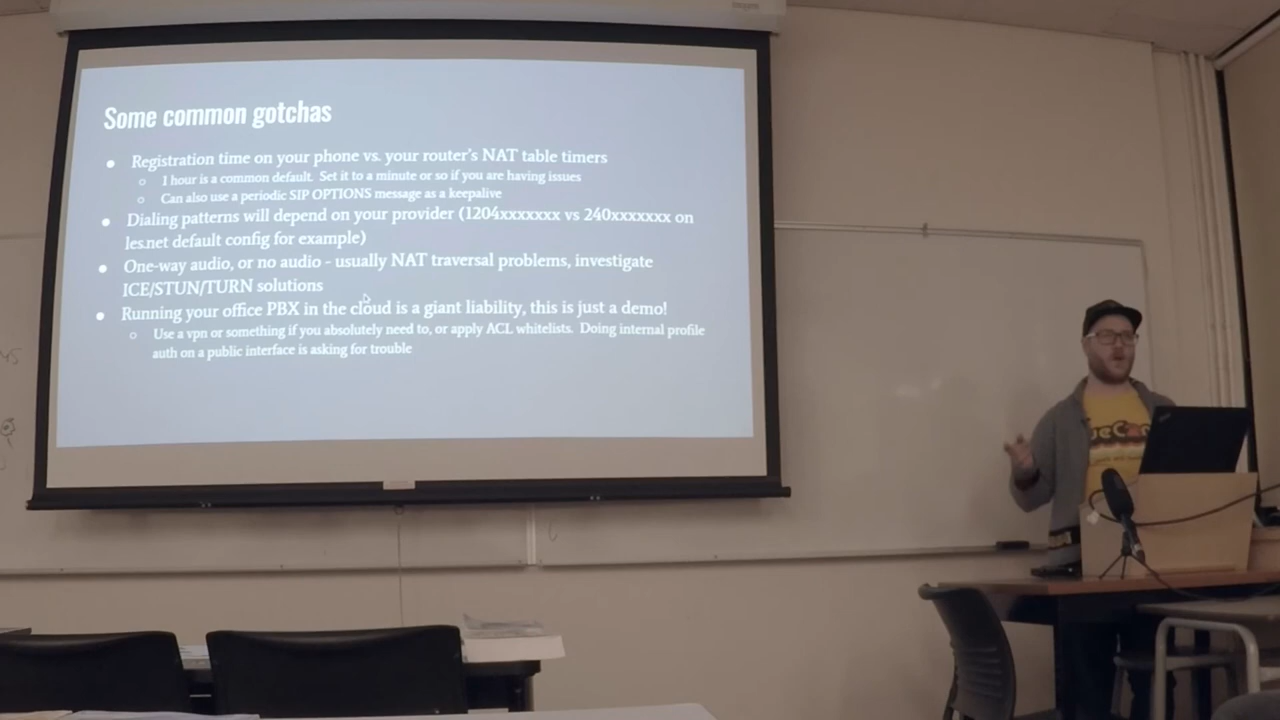 Some common gotchas
● Registration time on your phone vs. your router's NAT table timers
○ 1 hour is a common default. Set it to a minute or so if you are having issues
○ Can also use a periodic SIP OPTIONS message as a keepalive
● Dialing patterns will depend on your provider (1204xxxxxxx vs 240xxxxxxx on
les.net default config for example)
● One-way audio, or no audio - usually NAT traversal problems, investigate
ICE/STUN/TURN solutions
● Running your office PBX in the cloud is a giant liability, this is just a demo!
○ Use a vpn or something if you absolutely need to, or apply ACL whitelists. Doing internal profile
auth on a public interface is asking for trouble